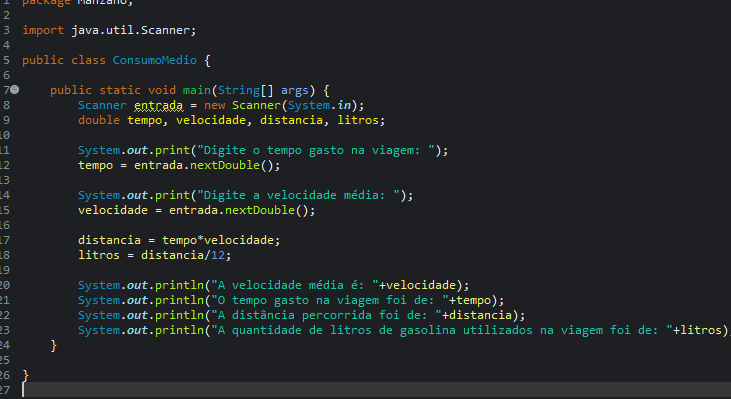 1 package Manzano;
2
3 import java.util.Scanner;
4
5 public class ConsumoMedio {
6
7 public static void main(String[] args) {
8 Scanner entrada = new Scanner(System.in);
9 double tempo, velocidade, distancia, litros;
10
11 System.out.print("Digite o tempo gasto na viagem: ");
12 tempo = entrada.nextDouble();
13
14 System.out.print("Digite a velocidade média: ");
15 velocidade = entrada.nextDouble();
16
17 distancia = tempo*velocidade;
18 litros = distancia/12;
19
20 System.out.println("A velocidade média é: "+velocidade);
21 System.out.println("O tempo gasto na viagem foi de: "+tempo);
22 System.out.println("A distância percorrida foi de: "+distancia);
23 System.out.println("A quantidade de litros de gasolina utilizados na viagem foi de: "+litros)
24 }
25
26 }
27